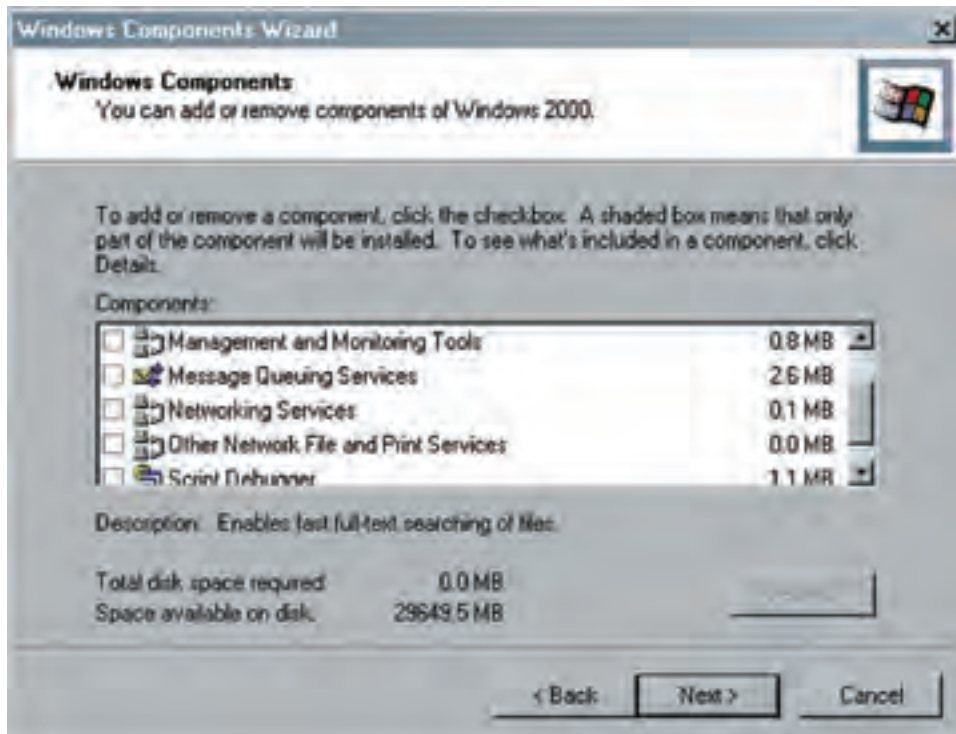 Windows Components Wizard
Windows Components
You can add or remove components of Windows 2000.
To add or remove a component, click the checkbox. A shaded box means that only
part of the component will be installed. To see what's included in a component, click
Details.
Components:
Management and Monitoring Tools 0.8 MB
Message Queuing Services 2.6 MB
Networking Services 0.1 MB
Other Network File and Print Services 0.0 MB
Script Debugger 1.1 MB
Description: Enables fast full-text searching of files.
Total disk space required 0.0 MB
Space available on disk. 29649.5 MB
< Back Next > Cancel